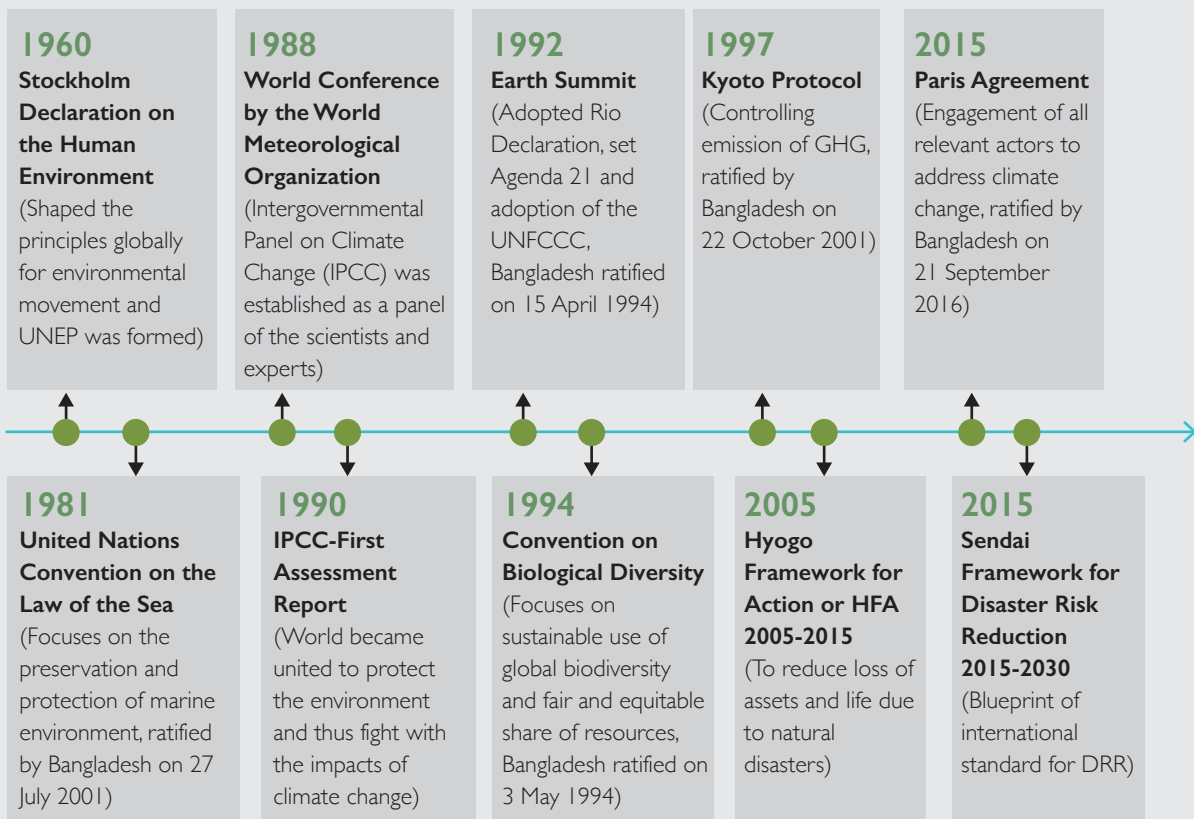 1960
Stockholm
Declaration on
the Human
Environment
(Shaped the
principles globally
for environmental
movement and
UNEP was formed)
1988
World Conference
by the World
Meteorological
Organization
(Intergovernmental
Panel on Climate
Change (IPCC) was
established as a panel
of the scientists and
experts)
1992
Earth Summit
(Adopted Rio
Declaration, set
Agenda 21 and
adoption of the
UNFCCC,
Bangladesh ratified
on 15 April 1994)
1997
Kyoto Protocol
(Controlling
emission of GHG,
ratified by
Bangladesh on
22 October 2001)
2015
Paris Agreement
(Engagement of all
relevant actors to
address climate
change, ratified by
Bangladesh on
21 September
2016)
1981
United Nations
Convention on the
Law of the Sea
(Focuses on the
preservation and
protection of marine
environment, ratified
by Bangladesh on 27
July 2001)
1990
IPCC-First
Assessment
Report
(World became
united to protect
the environment
and thus fight with
the impacts of
climate change)
1994
Convention on
Biological Diversity
(Focuses on
sustainable use of
global biodiversity
and fair and equitable
share of resources,
Bangladesh ratified on
3 May 1994)
2005
Hyogo
Framework for
Action or HFA
2005-2015
(To reduce loss of
assets and life due
to natural
disasters)
2015
Sendai
Framework for
Disaster Risk
Reduction
2015-2030
(Blueprint of
international
standard for DRR)